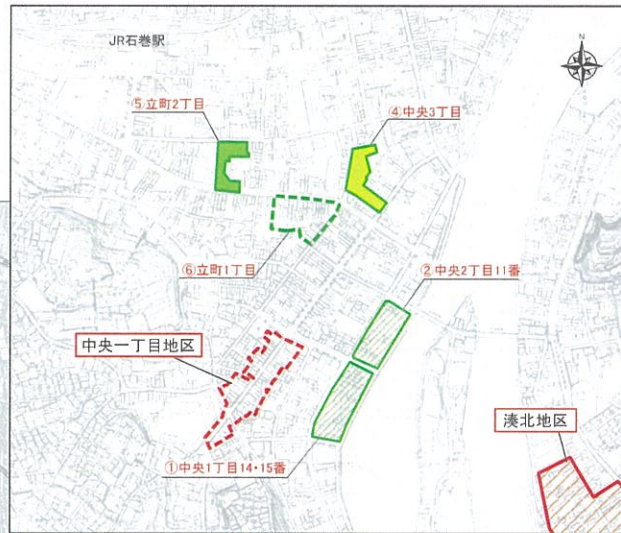 JR石巻駅
N
⑤立町2丁目
④中央3丁目
⑥立町1丁目
②中央2丁目11番
中央一丁目地区
湊北地区
①中央1丁目14・15番